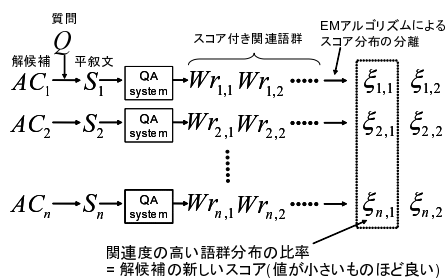 質問
Q
解候補
平叙文
スコア付き関連語群
EMアルゴリズムによる
スコア分布の分離
AC1 S1 QA system Wr1,1 Wr1,2 ξ1,1 ξ1,2
AC2 S2 QA system Wr2,1 Wr2,2 ξ2,1 ξ2,2
ACn Sn QA system Wrn,1 Wrn,2 ξn,1 ξn,2
関連度の高い語群分布の比率
= 解候補の新しいスコア(値が小さいものほど良い)